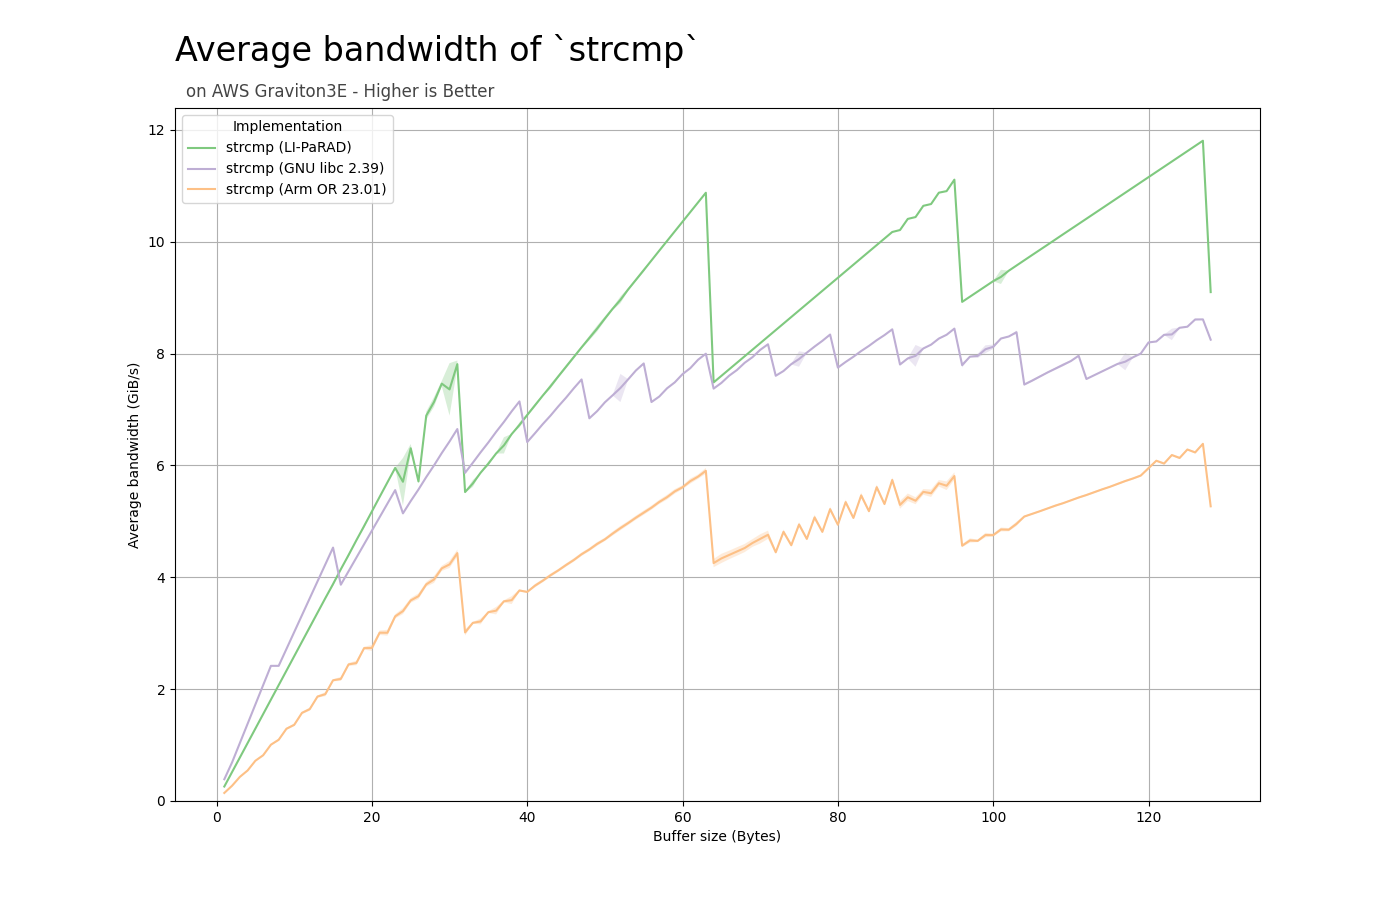 Average bandwidth of `strcmp`
on AWS Graviton3E - Higher is Better
Implementation
strcmp (LI-PaRAD)
strcmp (GNU libc 2.39)
strcmp (Arm OR 23.01)
Average bandwidth (GiB/s)
12
10
8
6
4
2
0
0 20 40 60 80 100 120
Buffer size (Bytes)